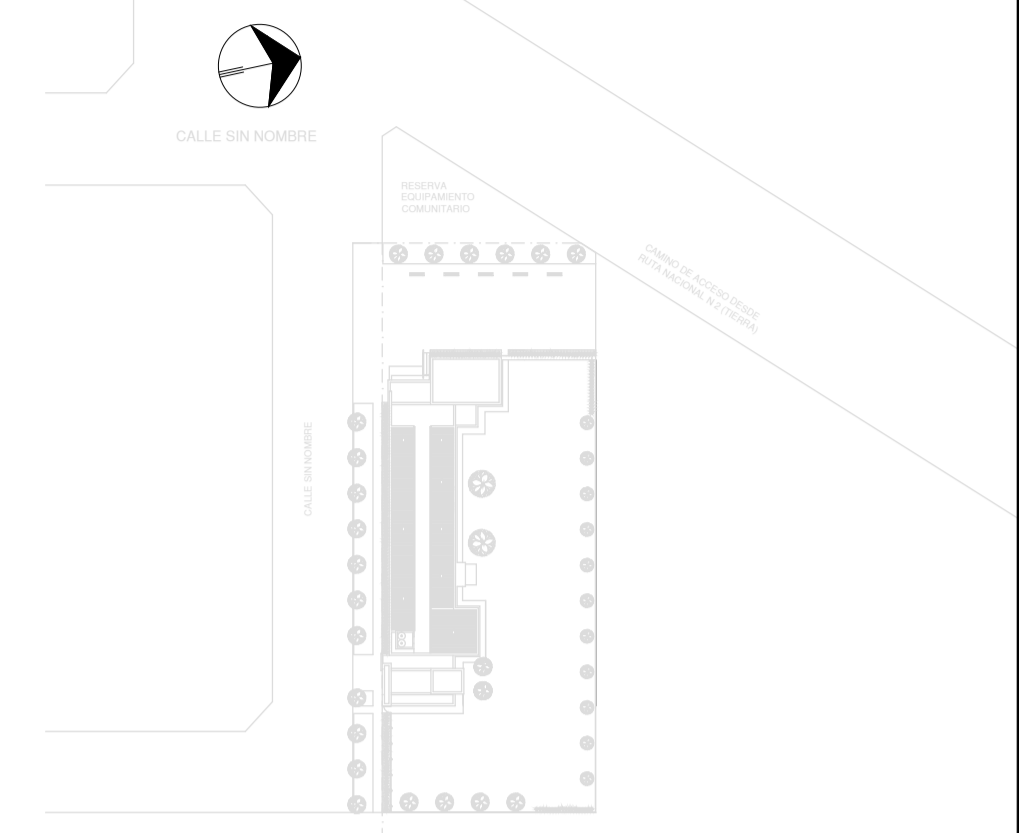 CALLE SIN NOMBRE
RESERVA
EQUIPAMIENTO
COMUNITARIO
CAMINO DE ACCESO DESDE
RUTA NACIONAL N 2 (TIERRA)
CALLE SIN NOMBRE